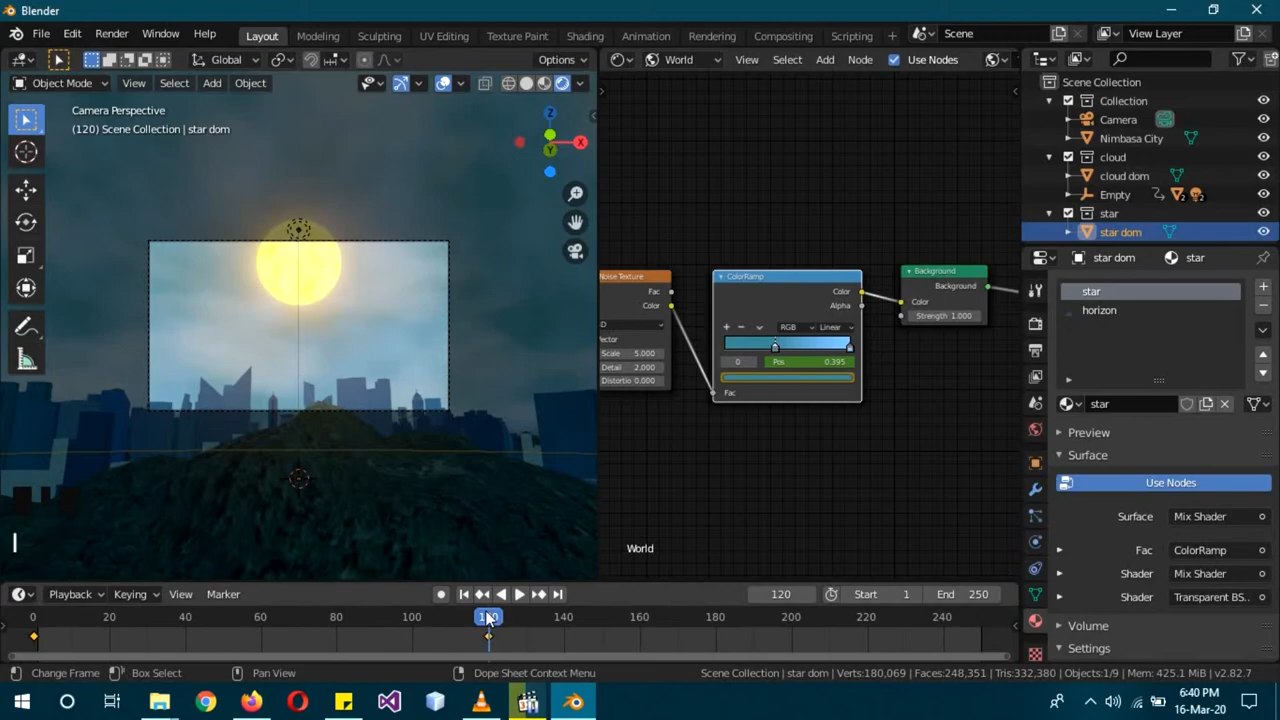 Blender
File Edit Render Window Help Layout Modeling Sculpting UV Editing Texture Paint Shading Animation Rendering Compositing Scripting + Scene View Layer
Global Options World View Select Add Node Use Nodes
Object Mode View Select Add Object
Camera Perspective
(120) Scene Collection | star dom
Z
X
Y
Noise Texture
Fac
Color
D
Vector
Scale 5.000
Detail 2.000
Distortio 0.000
ColorRamp
Color
Alpha
RGB Linear
0 Pos 0.395
Fac
Background
Background
Color
Strength 1.000
World
Scene Collection
Collection
Camera
Nimbasa City
cloud
cloud dom
Empty 2 2
star
star dom
star dom star
star
horizon
star
Preview
Surface
Use Nodes
Surface Mix Shader
Fac ColorRamp
Shader Mix Shader
Shader Transparent BS..
Volume
Settings
I
Playback Keying View Marker 120 Start 1 End 250
0 20 40 60 80 100 140 160 180 200 220 240
Change Frame Box Select Pan View Dope Sheet Context Menu Scene Collection | star dom | Verts:180,069 | Faces:248,351 | Tris:332,380 | Objects:1/9 | Mem: 425.1 MiB | v2.82.7
6:40 PM
16-Mar-20